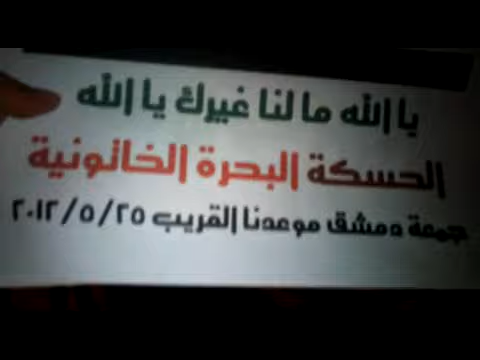 يا الله ما لنا غيرك يا الله
الحسكة البحرة الخاتونية
جمعة دمشق موعدنا القريب ٢٠١٢/٥/٢٥